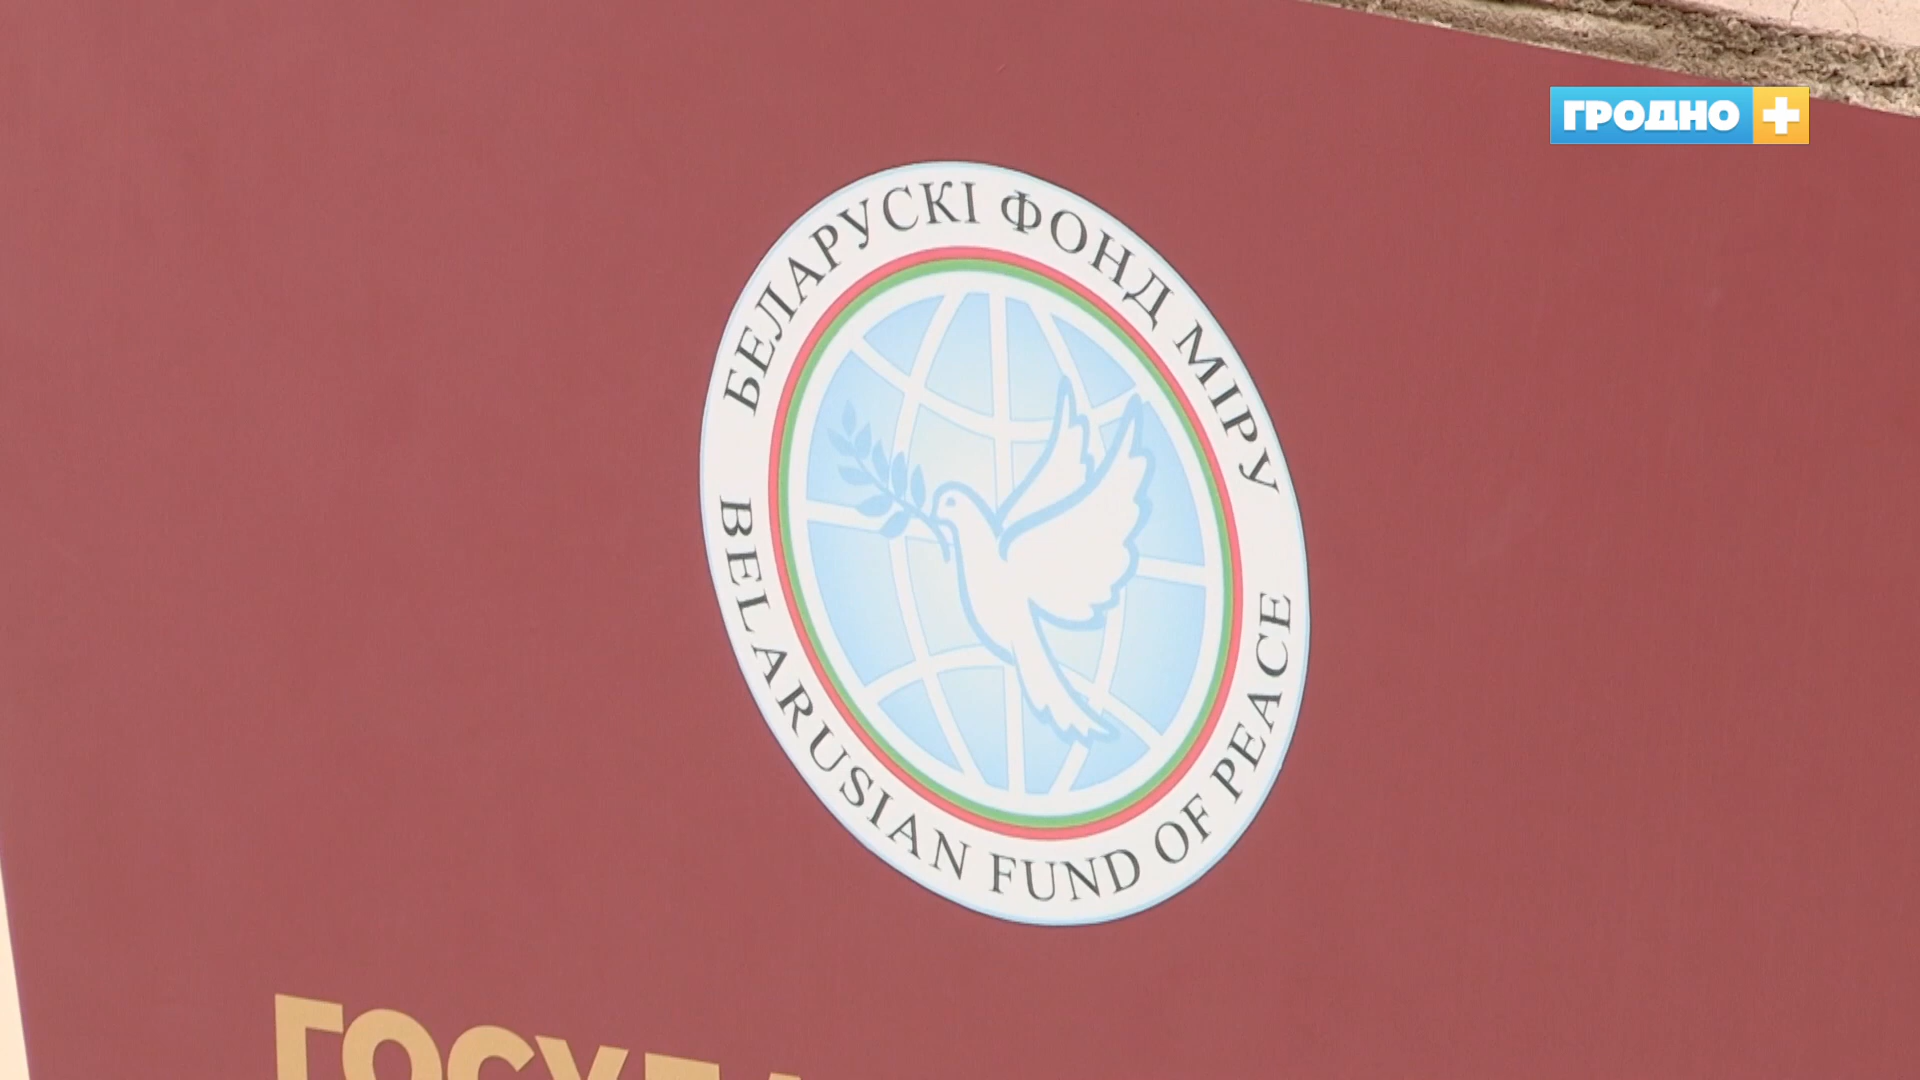 ГРОДНО +
БЕЛАРУСКІ ФОНД МІРУ
BELARUSIAN FUND OF PEACE